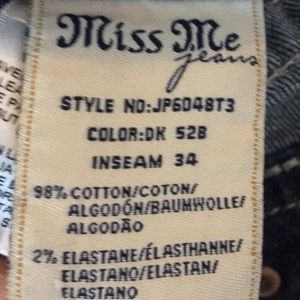 Miss Me
jeans
STYLE NO:JP6048T3
COLOR:DK 52B
INSEAM 34
98% COTTON/COTON/
ALGODÓN/BAUMWOLLE/
ALGODÃO
2% ELASTANE/ÉLASTHANNE/
ELASTANO/ELASTAN/
ELASTANO